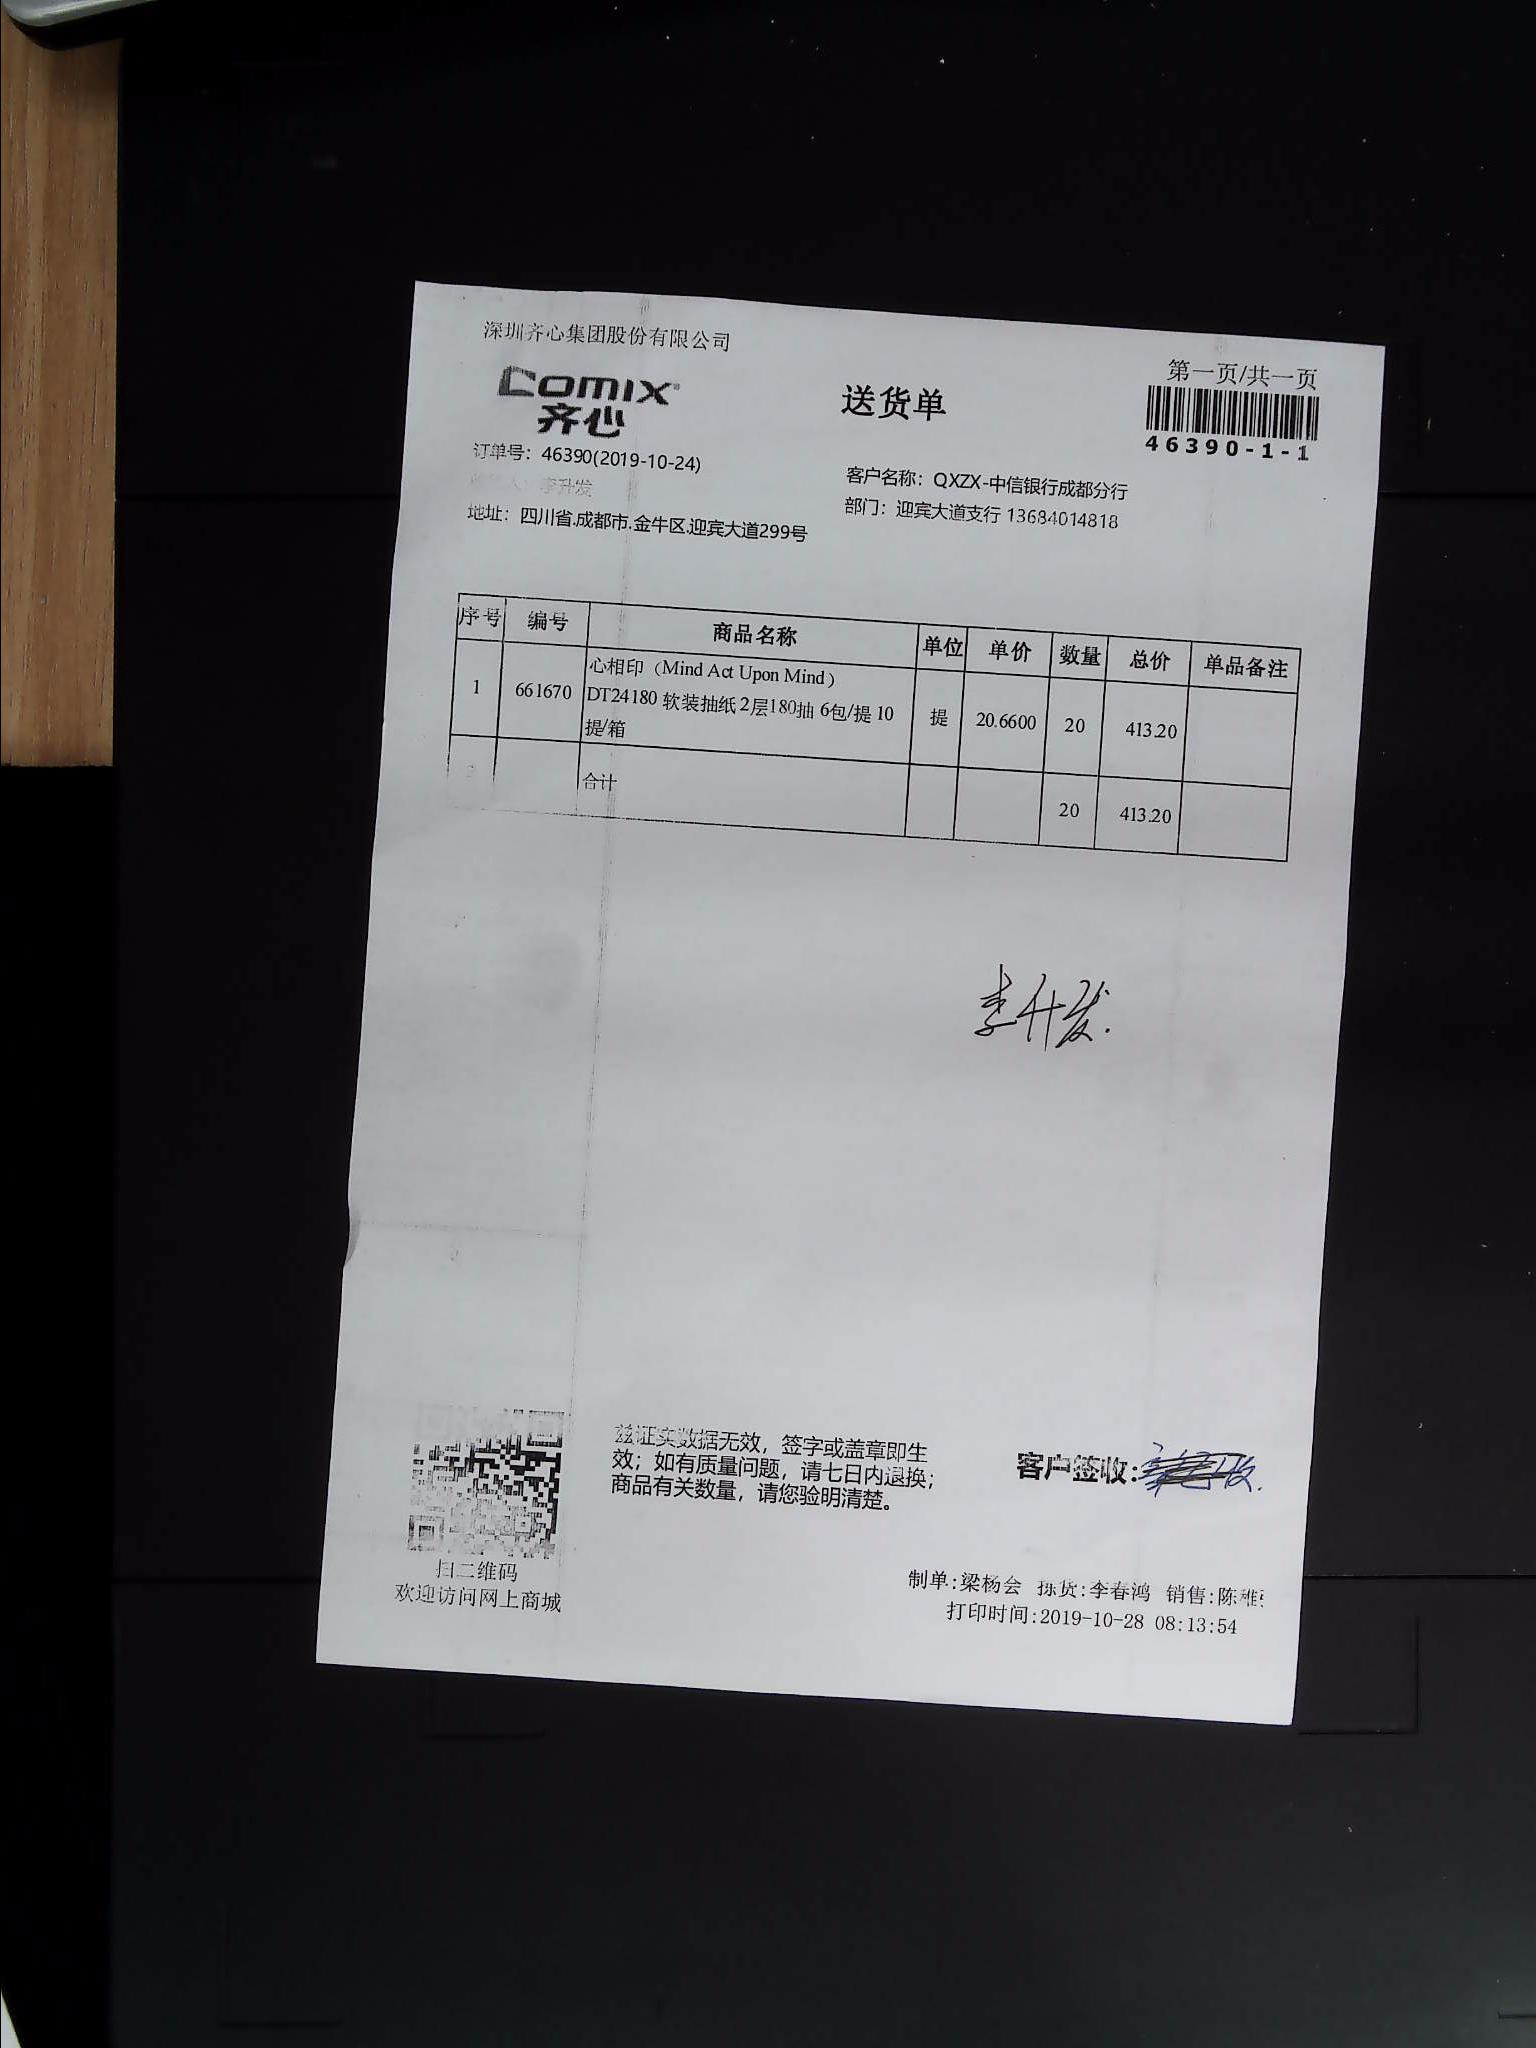 深圳齐心集团股份有限公司
comix
齐心
送货单
第一页/共一页
46390-1-1
订单号：46390(2019-10-24)
客户名称：QXZX-中信银行成都分行
李升发
部门：迎宾大道支行 13684014818
地址：四川省.成都市.金牛区.迎宾大道299号
序号 编号 商品名称 单位 单价 数量 总价 单品备注
心相印（Mind Act Upon Mind）
1 661670 DT24180 软装抽纸 2层180抽 6包/提 10 提 20.6600 20 413.20
提/箱
2 合计 20 413.20
李升发.
兹证实数据无效，签字或盖章即生
效；如有质量问题，请七日内退换；
商品有关数量，请您验明清楚。
客户签收:
扫二维码
欢迎访问网上商城
制单:梁杨会 拣货:李春鸿 销售:陈
打印时间:2019-10-28 08:13:54